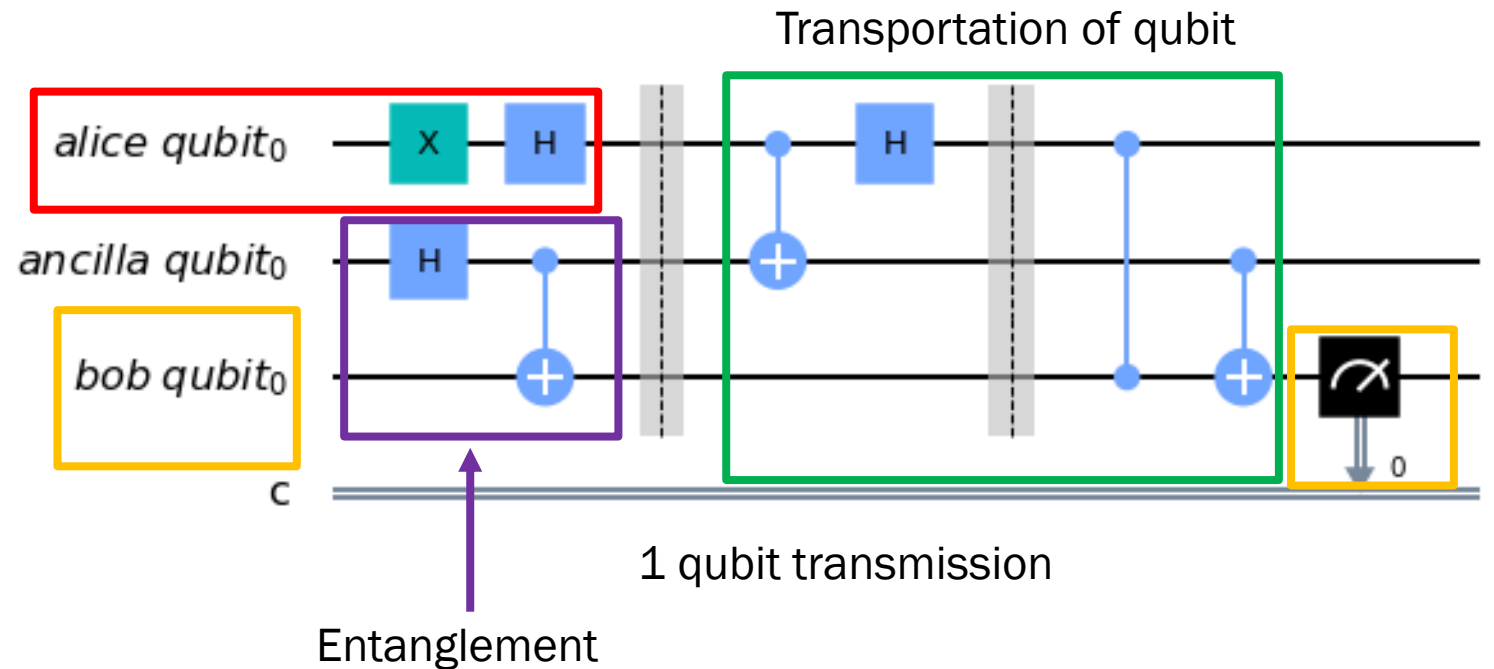 Transportation of qubit
alice qubit₀ X H H
ancilla qubit₀ H
bob qubit₀
0
c
1 qubit transmission
Entanglement